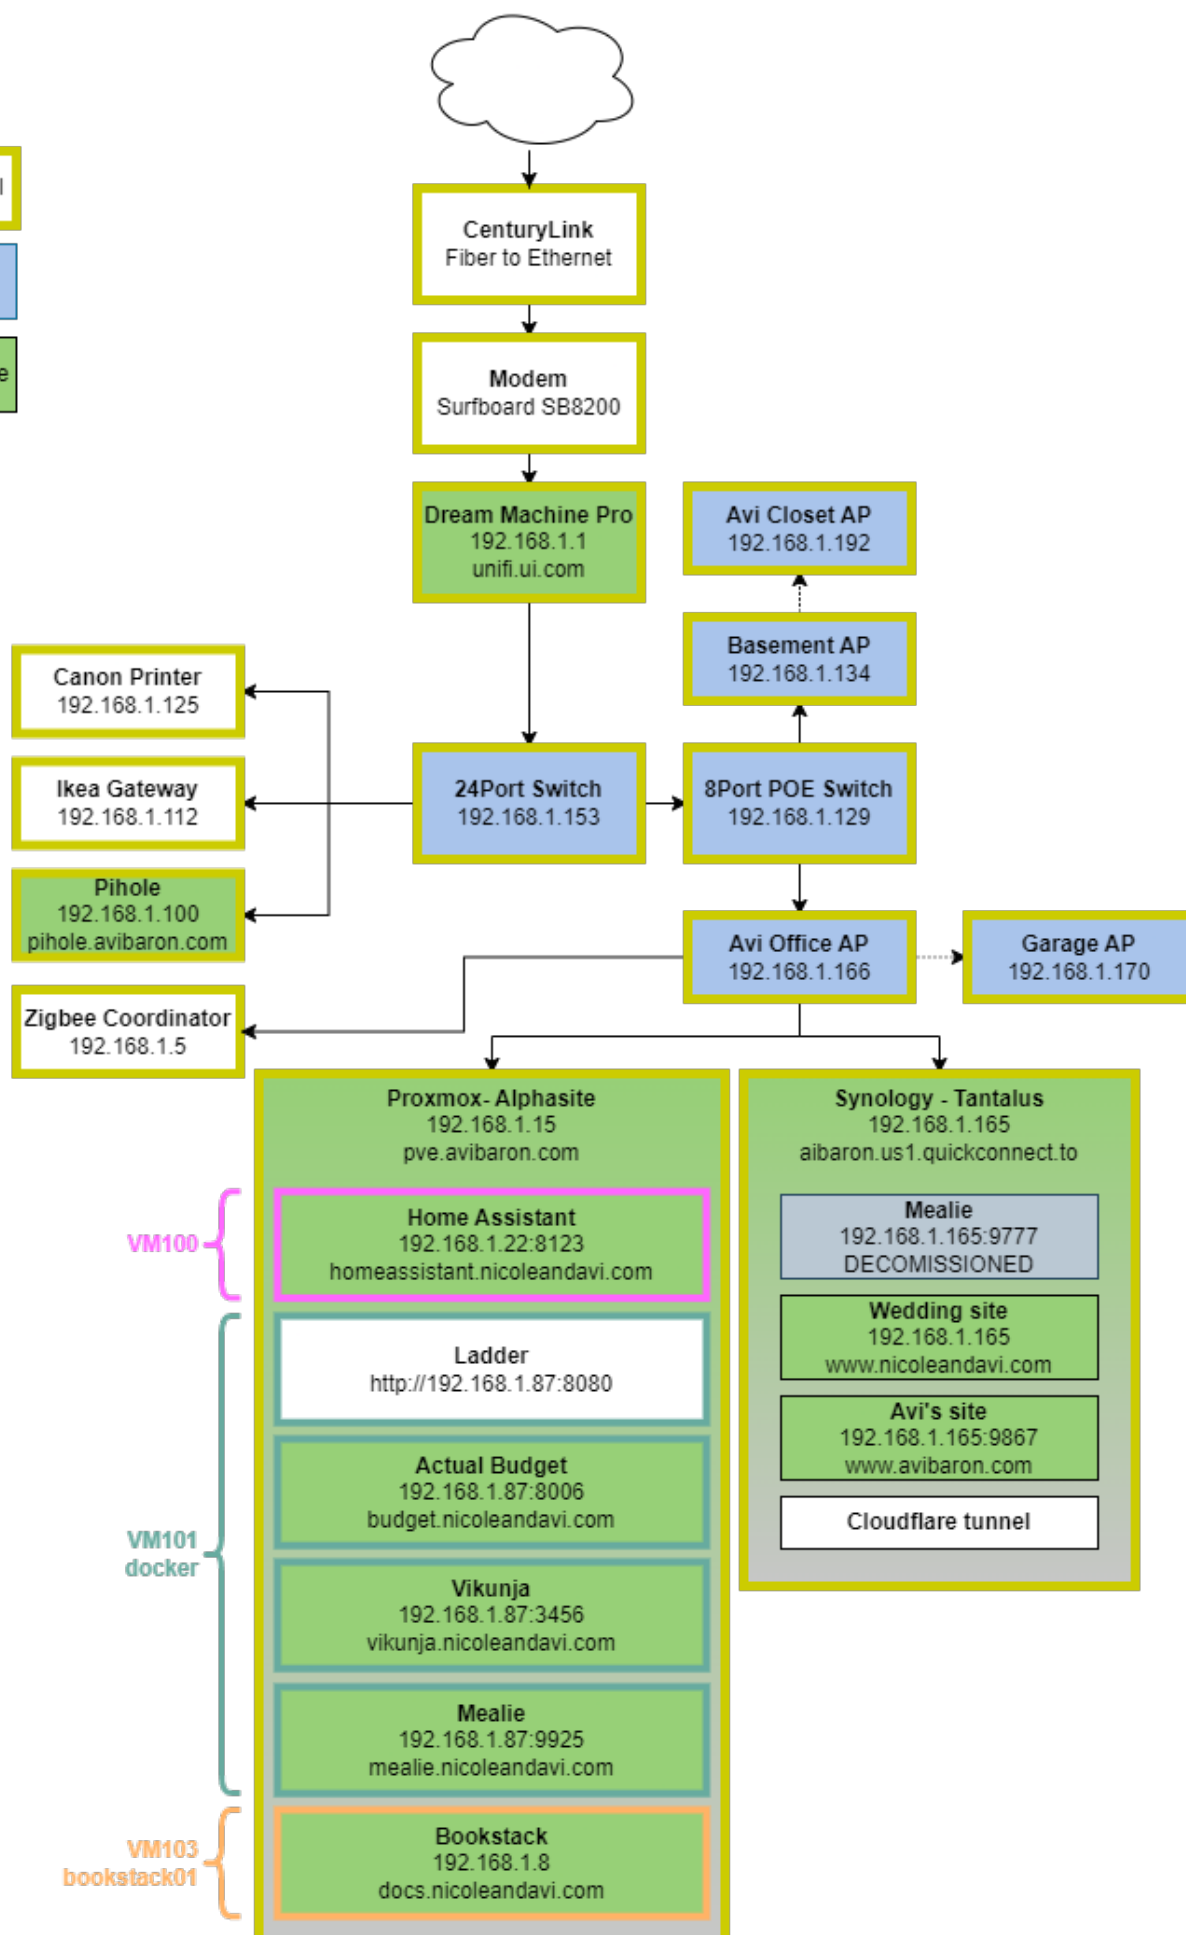 CenturyLink
Fiber to Ethernet
Modem
Surfboard SB8200
Dream Machine Pro
192.168.1.1
unifi.ui.com
Avi Closet AP
192.168.1.192
Basement AP
192.168.1.134
Canon Printer
192.168.1.125
Ikea Gateway
192.168.1.112
24Port Switch
192.168.1.153
8Port POE Switch
192.168.1.129
Pihole
192.168.1.100
pihole.avibaron.com
Avi Office AP
192.168.1.166
Garage AP
192.168.1.170
Zigbee Coordinator
192.168.1.5
Proxmox- Alphasite
192.168.1.15
pve.avibaron.com
VM100
Home Assistant
192.168.1.22:8123
homeassistant.nicoleandavi.com
VM101
docker
Ladder
http://192.168.1.87:8080
Actual Budget
192.168.1.87:8006
budget.nicoleandavi.com
Vikunja
192.168.1.87:3456
vikunja.nicoleandavi.com
Mealie
192.168.1.87:9925
mealie.nicoleandavi.com
VM103
bookstack01
Bookstack
192.168.1.8
docs.nicoleandavi.com
Synology - Tantalus
192.168.1.165
aibaron.us1.quickconnect.to
Mealie
192.168.1.165:9777
DECOMISSIONED
Wedding site
192.168.1.165
www.nicoleandavi.com
Avi's site
192.168.1.165:9867
www.avibaron.com
Cloudflare tunnel